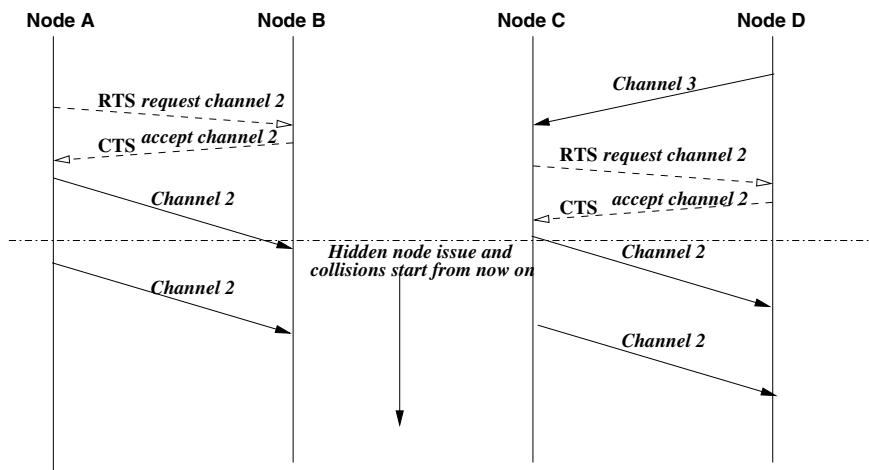 Node A
Node B
Node C
Node D
Channel 3
RTS request channel 2
CTS accept channel 2
RTS request channel 2
Channel 2
CTS accept channel 2
Hidden node issue and
collisions start from now on
Channel 2
Channel 2
Channel 2